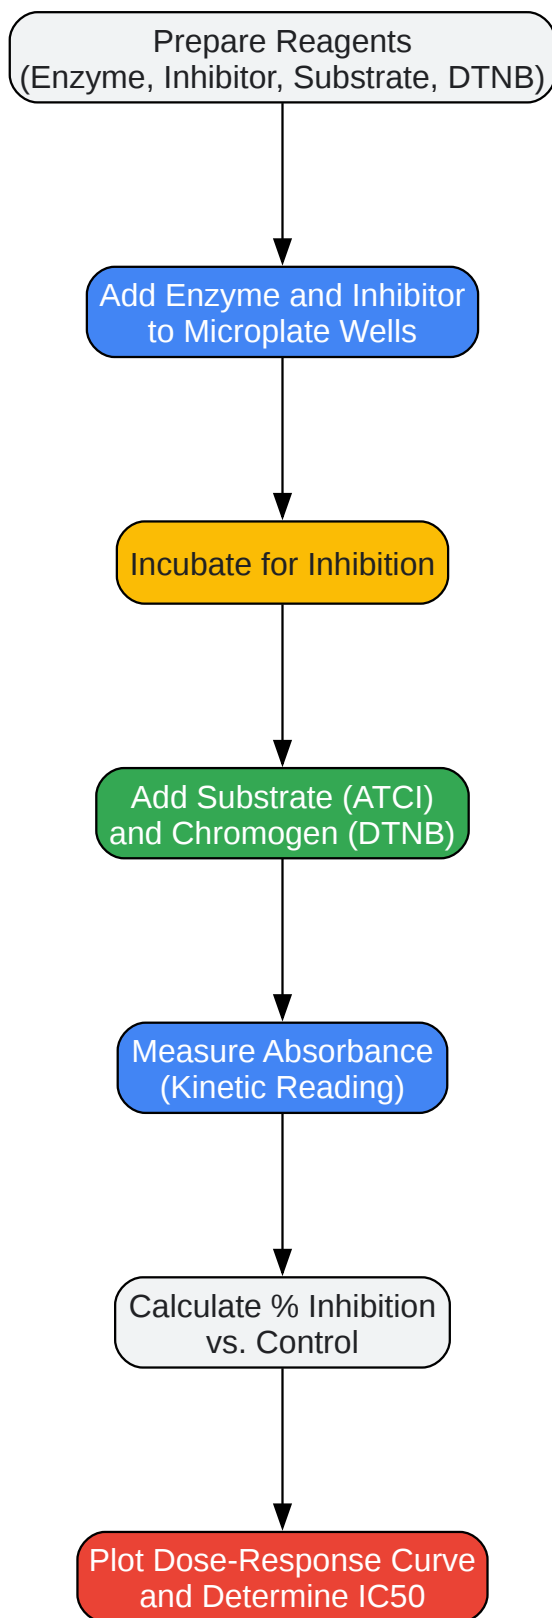 Prepare Reagents
(Enzyme, Inhibitor, Substrate, DTNB)
Add Enzyme and Inhibitor
to Microplate Wells
Incubate for Inhibition
Add Substrate (ATCI)
and Chromogen (DTNB)
Measure Absorbance
(Kinetic Reading)
Calculate % Inhibition
vs. Control
Plot Dose-Response Curve
and Determine IC50